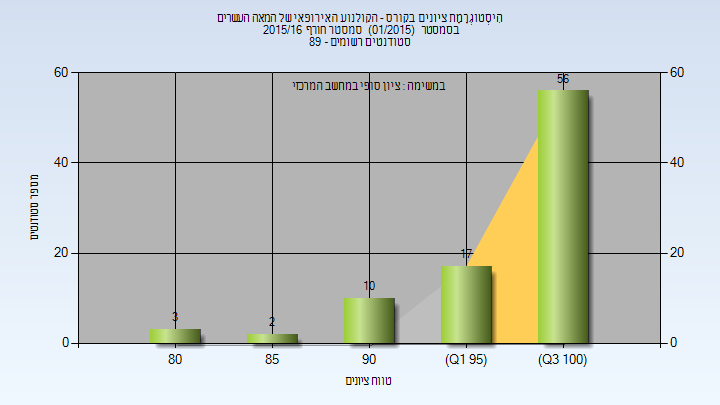 היסטוגרמת ציונים בקורס - הקולנוע האירופאי של המאה העשרים
בסמסטר (01/2015) סמסטר חורף 2015/16
סטודנטים רשומים - 89
במשימה : ציון סופי במחשב המרכזי
60
40
20
0
60
40
20
0
מספר סטודנטים
3
2
10
17
56
80
85
90
(Q1 95)
(Q3 100)
טווח ציונים